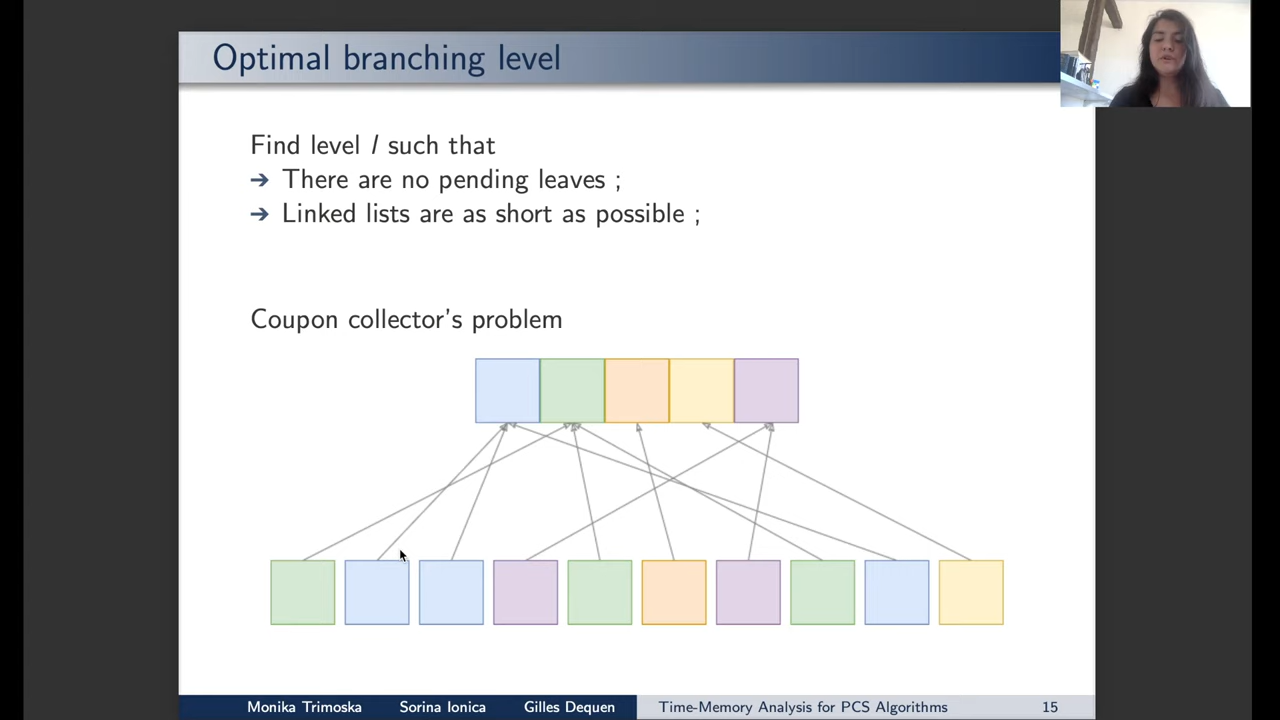 Optimal branching level
Find level l such that
➔ There are no pending leaves ;
➔ Linked lists are as short as possible ;
Coupon collector's problem
Monika Trimoska Sorina Ionica Gilles Dequen Time-Memory Analysis for PCS Algorithms 15